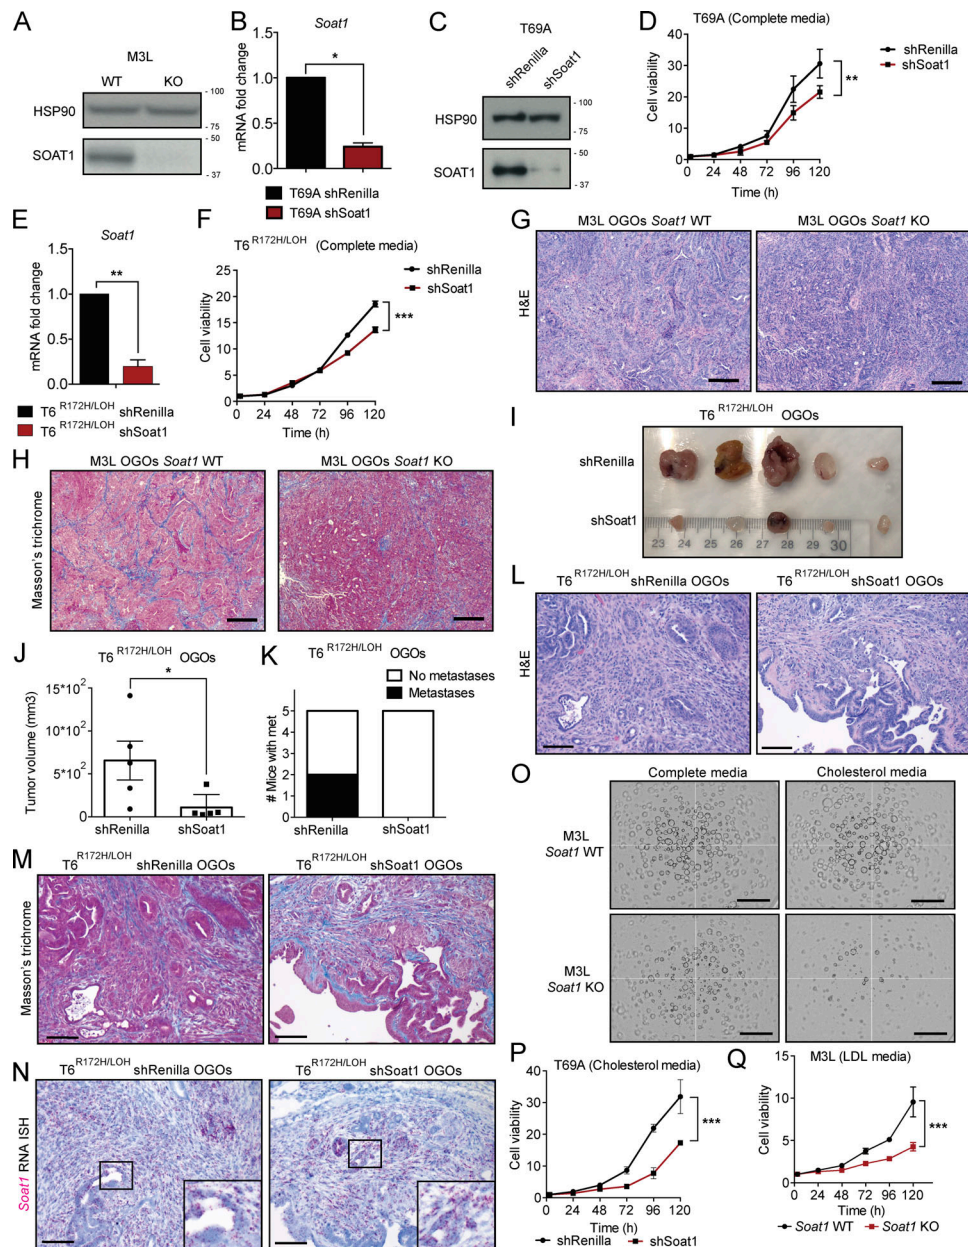 A
M3L
WT KO
HSP90
SOAT1
- 100
- 75
- 50
- 37
B
Soat1
*
mRNA fold change
1.5
1.0
0.5
0.0
T69A shRenilla
T69A shSoat1
C
T69A
shRenilla
shSoat1
HSP90
SOAT1
- 100
- 75
- 50
- 37
D
T69A (Complete media)
Cell viability
40
30
20
10
0
0 24 48 72 96 120
Time (h)
shRenilla
shSoat1
**
E
Soat1
**
mRNA fold change
1.5
1.0
0.5
0.0
T6 R172H/LOH shRenilla
T6 R172H/LOH shSoat1
F
T6 R172H/LOH (Complete media)
Cell viability
25
20
15
10
5
0
0 24 48 72 96 120
Time (h)
shRenilla
shSoat1
***
G
M3L OGOs Soat1 WT
M3L OGOs Soat1 KO
H&E
H
M3L OGOs Soat1 WT
M3L OGOs Soat1 KO
Masson's trichrome
I
T6 R172H/LOH OGOs
shRenilla
shSoat1
23 24 25 26 27 28 29 30
J
T6 R172H/LOH OGOs
*
Tumor volume (mm3)
15*10²
10*10²
5*10²
0
shRenilla shSoat1
K
T6 R172H/LOH OGOs
No metastases
Metastases
# Mice with met
6
5
4
3
2
1
0
shRenilla shSoat1
L
T6 R172H/LOH shRenilla OGOs
T6 R172H/LOH shSoat1 OGOs
H&E
M
T6 R172H/LOH shRenilla OGOs
T6 R172H/LOH shSoat1 OGOs
Masson's trichrome
N
T6 R172H/LOH shRenilla OGOs
T6 R172H/LOH shSoat1 OGOs
Soat1 RNA ISH
O
Complete media
Cholesterol media
M3L
Soat1 WT
M3L
Soat1 KO
P
T69A (Cholesterol media)
Cell viability
40
30
20
10
0
0 24 48 72 96 120
Time (h)
shRenilla shSoat1
***
Q
M3L (LDL media)
Cell viability
15
10
5
0
0 24 48 72 96 120
Time (h)
Soat1 WT Soat1 KO
***